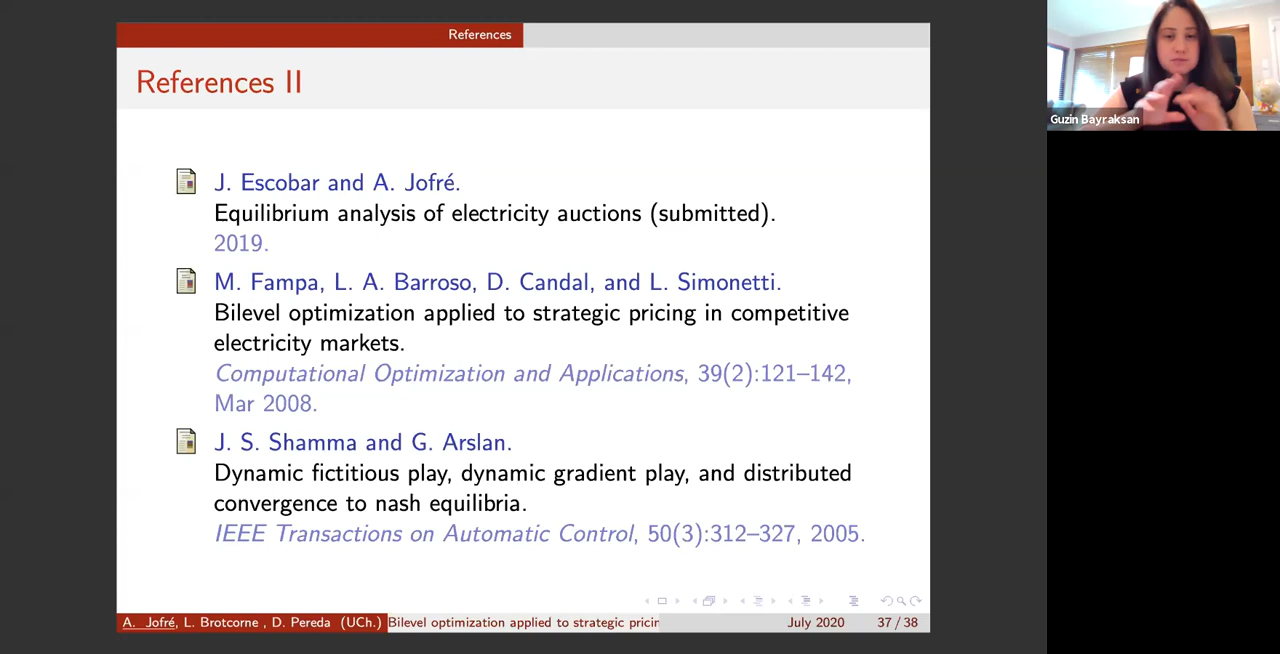 References
References II
J. Escobar and A. Jofré.
Equilibrium analysis of electricity auctions (submitted).
2019.
M. Fampa, L. A. Barroso, D. Candal, and L. Simonetti.
Bilevel optimization applied to strategic pricing in competitive
electricity markets.
Computational Optimization and Applications, 39(2):121–142,
Mar 2008.
J. S. Shamma and G. Arslan.
Dynamic fictitious play, dynamic gradient play, and distributed
convergence to nash equilibria.
IEEE Transactions on Automatic Control, 50(3):312–327, 2005.
A. Jofré, L. Brotcorne , D. Pereda (UCh.) Bilevel optimization applied to strategic pricin July 2020 37 / 38
Guzin Bayraksan